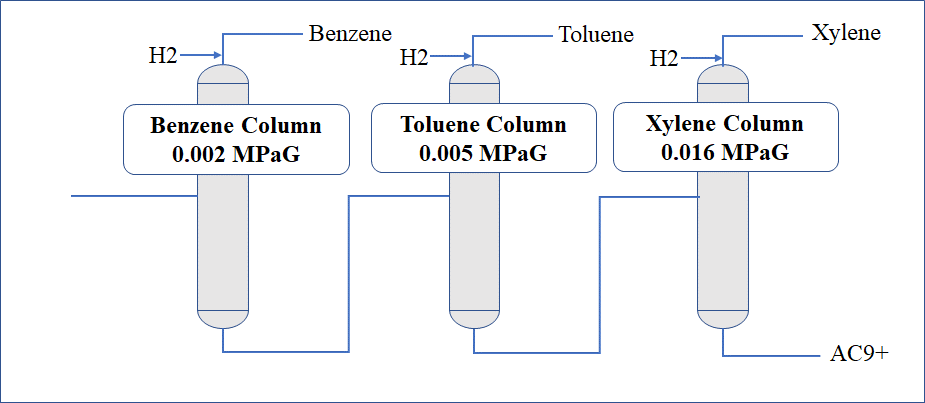 Benzene
H2
Toluene
H2
Xylene
H2
Benzene Column
0.002 MPaG
Toluene Column
0.005 MPaG
Xylene Column
0.016 MPaG
AC9+